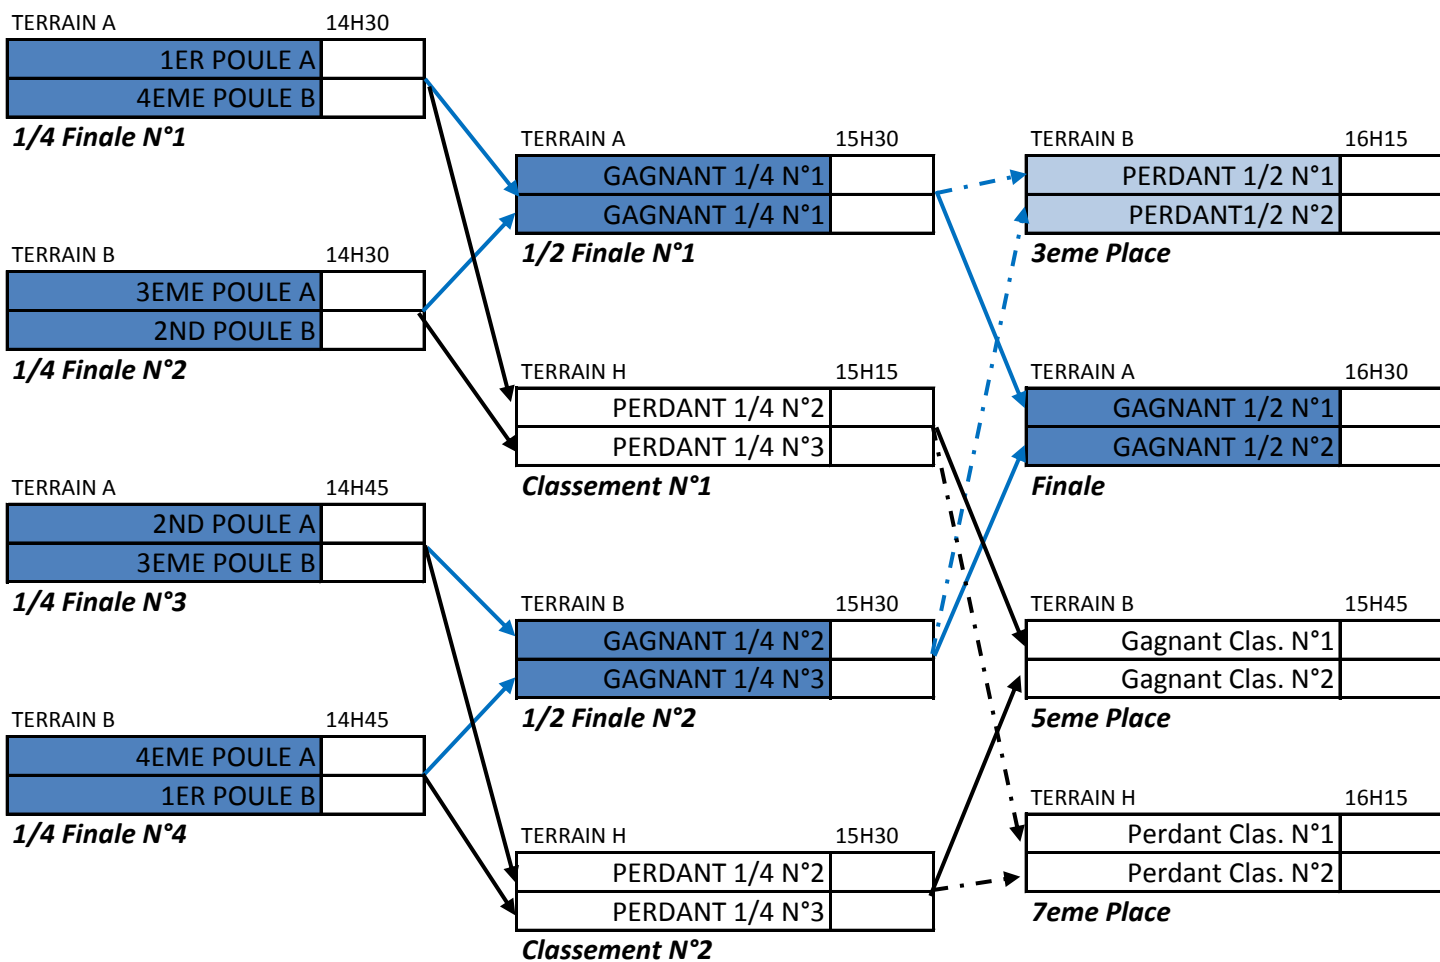 TERRAIN A 14H30
1ER POULE A
4EME POULE B
1/4 Finale N°1
TERRAIN B 14H30
3EME POULE A
2ND POULE B
1/4 Finale N°2
TERRAIN A 14H45
2ND POULE A
3EME POULE B
1/4 Finale N°3
TERRAIN B 14H45
4EME POULE A
1ER POULE B
1/4 Finale N°4
TERRAIN A 15H30
GAGNANT 1/4 N°1
GAGNANT 1/4 N°1
1/2 Finale N°1
TERRAIN H 15H15
PERDANT 1/4 N°2
PERDANT 1/4 N°3
Classement N°1
TERRAIN B 15H30
GAGNANT 1/4 N°2
GAGNANT 1/4 N°3
1/2 Finale N°2
TERRAIN H 15H30
PERDANT 1/4 N°2
PERDANT 1/4 N°3
Classement N°2
TERRAIN B 16H15
PERDANT 1/2 N°1
PERDANT1/2 N°2
3eme Place
TERRAIN A 16H30
GAGNANT 1/2 N°1
GAGNANT 1/2 N°2
Finale
TERRAIN B 15H45
Gagnant Clas. N°1
Gagnant Clas. N°2
5eme Place
TERRAIN H 16H15
Perdant Clas. N°1
Perdant Clas. N°2
7eme Place